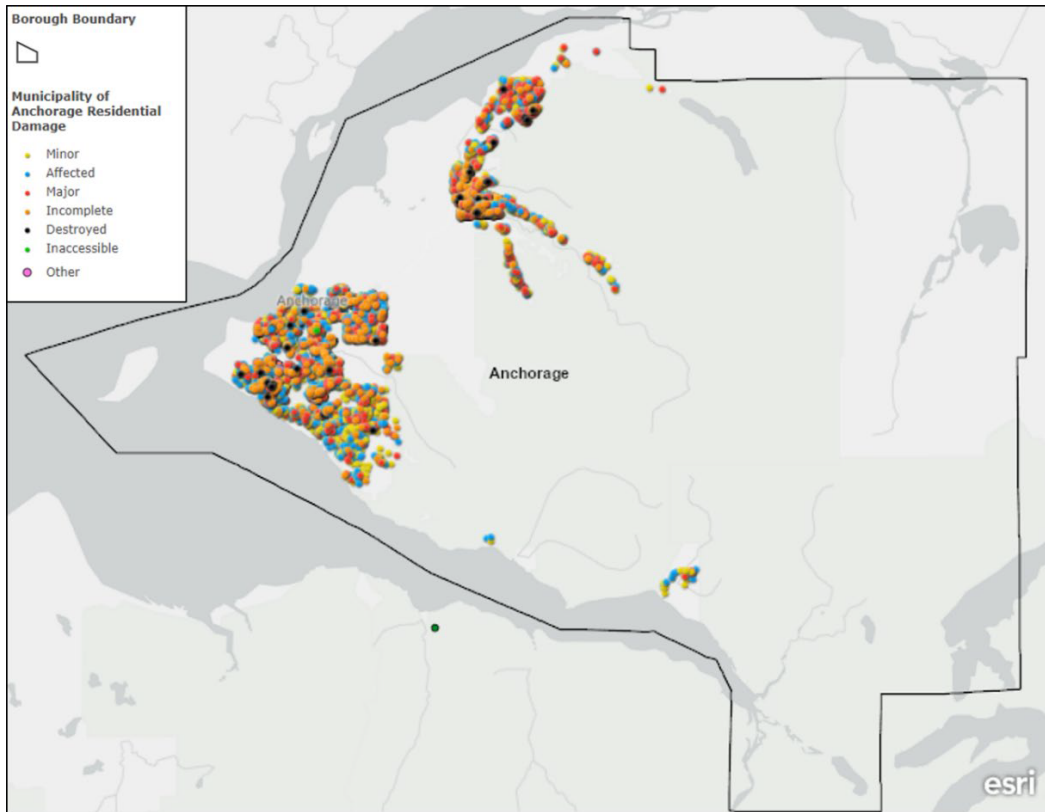 Borough Boundary
Municipality of
Anchorage Residential
Damage
Minor
Affected
Major
Incomplete
Destroyed
Inaccessible
Other
Anchorage
Anchorage
esri